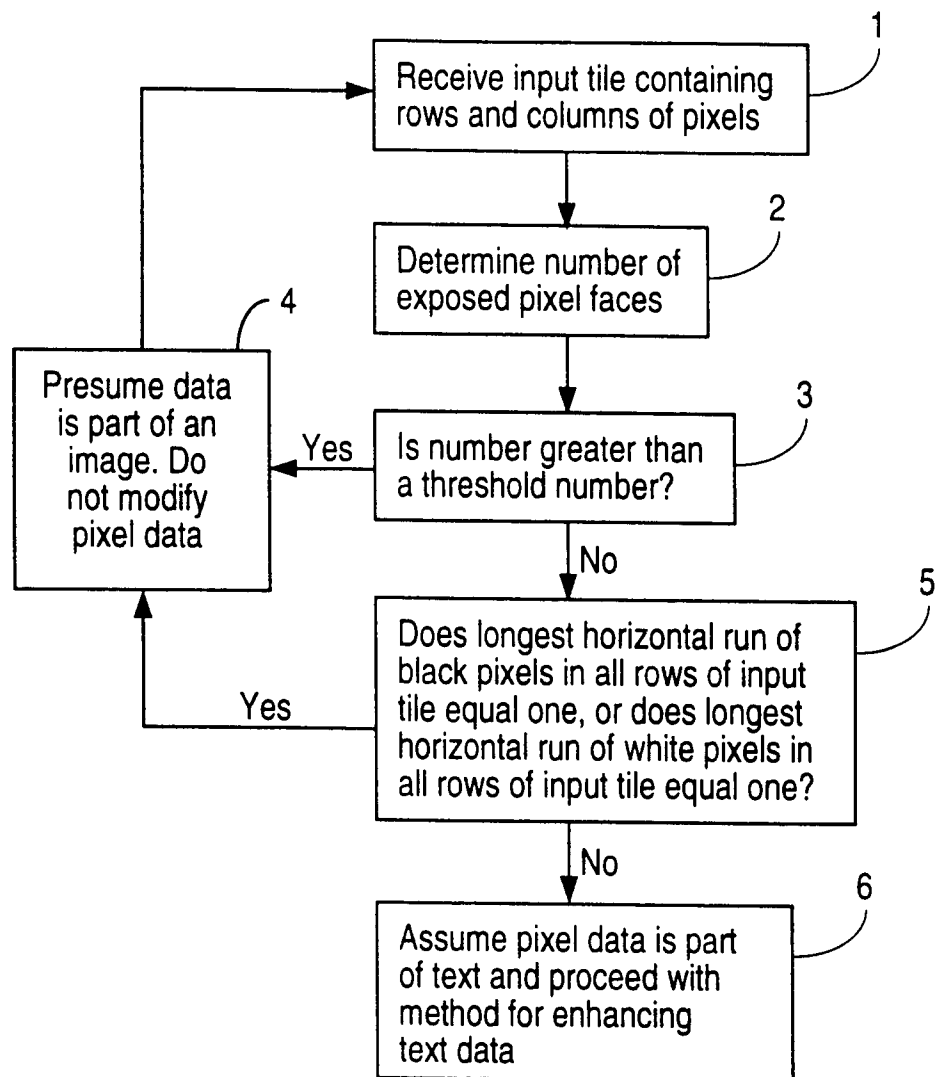 1
Receive input tile containing
rows and columns of pixels
2
Determine number of
exposed pixel faces
3
Is number greater than
a threshold number?
Yes
4
Presume data
is part of an
image. Do
not modify
pixel data
No
5
Does longest horizontal run of
black pixels in all rows of input
tile equal one, or does longest
horizontal run of white pixels in
all rows of input tile equal one?
Yes
No
6
Assume pixel data is part
of text and proceed with
method for enhancing
text data